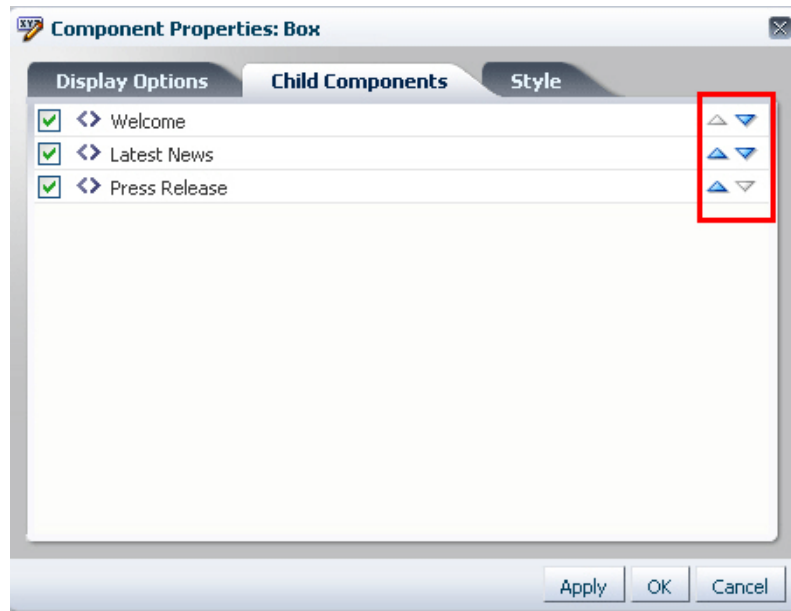 Component Properties: Box
Display Options Child Components Style
Welcome
Latest News
Press Release
Apply OK Cancel